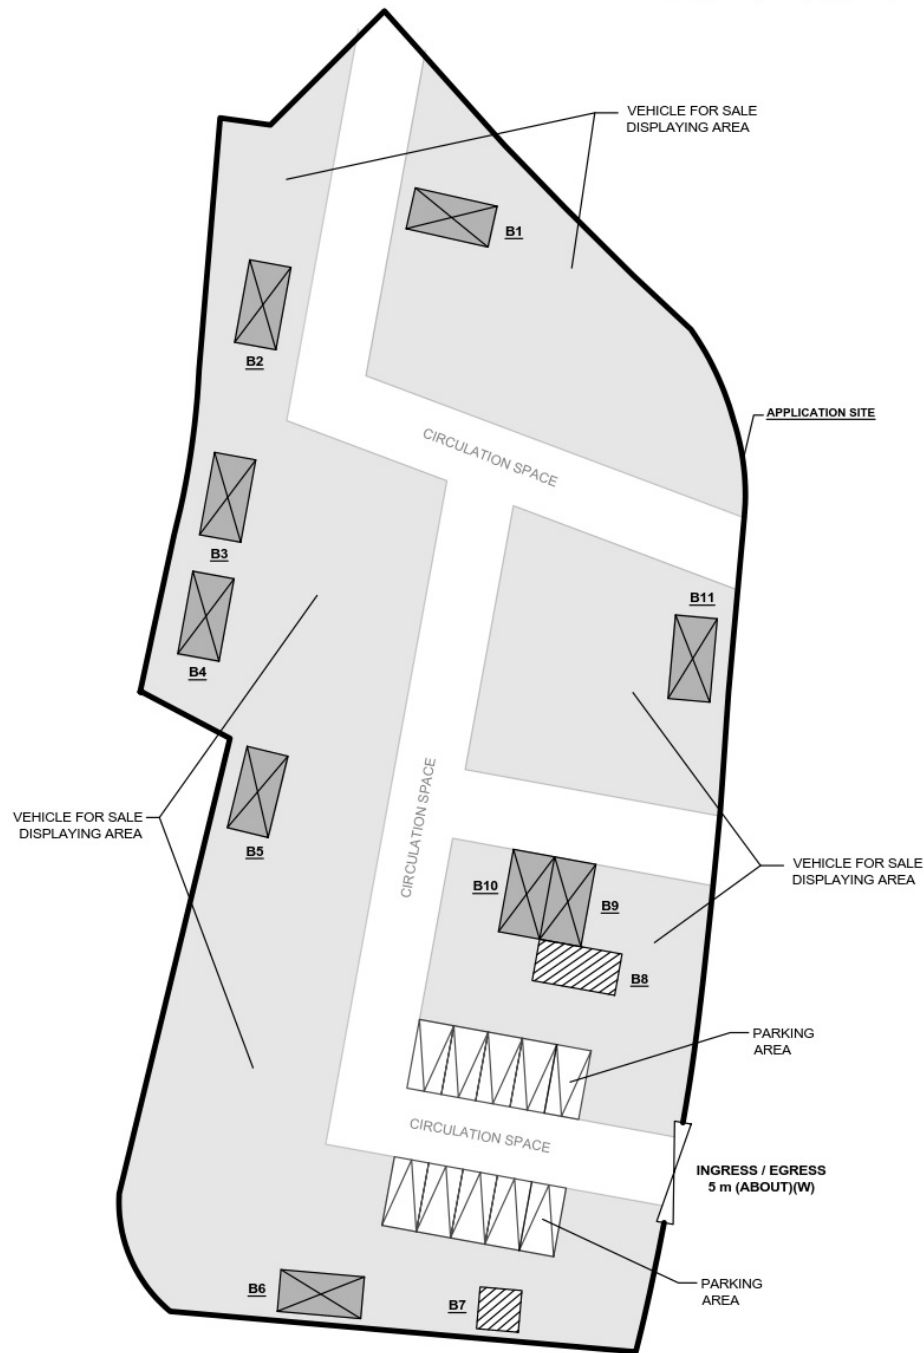 VEHICLE FOR SALE
DISPLAYING AREA
B1
B2
APPLICATION SITE
CIRCULATION SPACE
B3
B11
B4
CIRCULATION SPACE
VEHICLE FOR SALE
DISPLAYING AREA
B5
VEHICLE FOR SALE
DISPLAYING AREA
B10
B9
B8
PARKING
AREA
CIRCULATION SPACE
INGRESS / EGRESS
5 m (ABOUT)(W)
B6
B7
PARKING
AREA